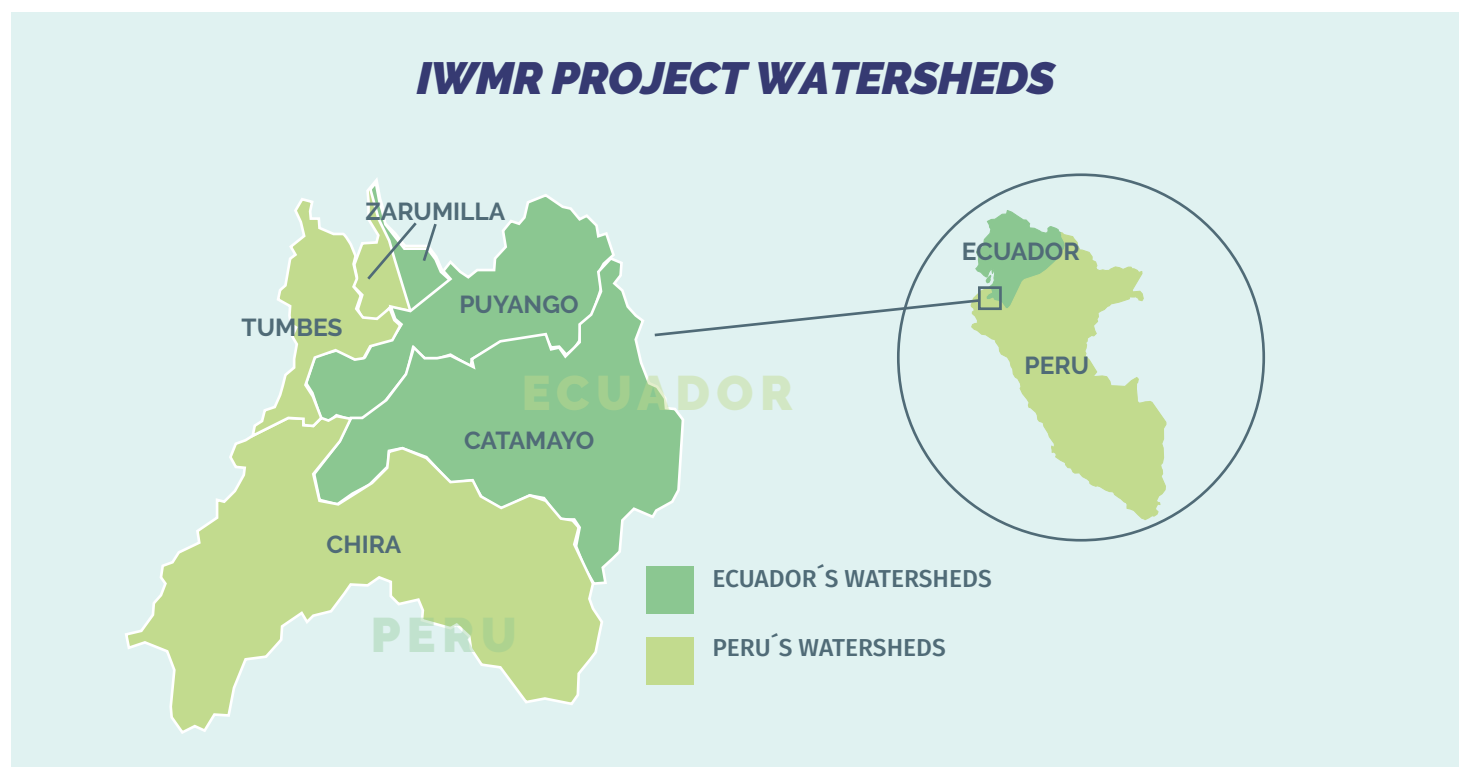 IWMR PROJECT WATERSHEDS
ZARUMILLA
ECUADOR
PUYANGO
TUMBES
PERU
ECUADOR
CATAMAYO
CHIRA
ECUADOR´S WATERSHEDS
PERU
PERU´S WATERSHEDS